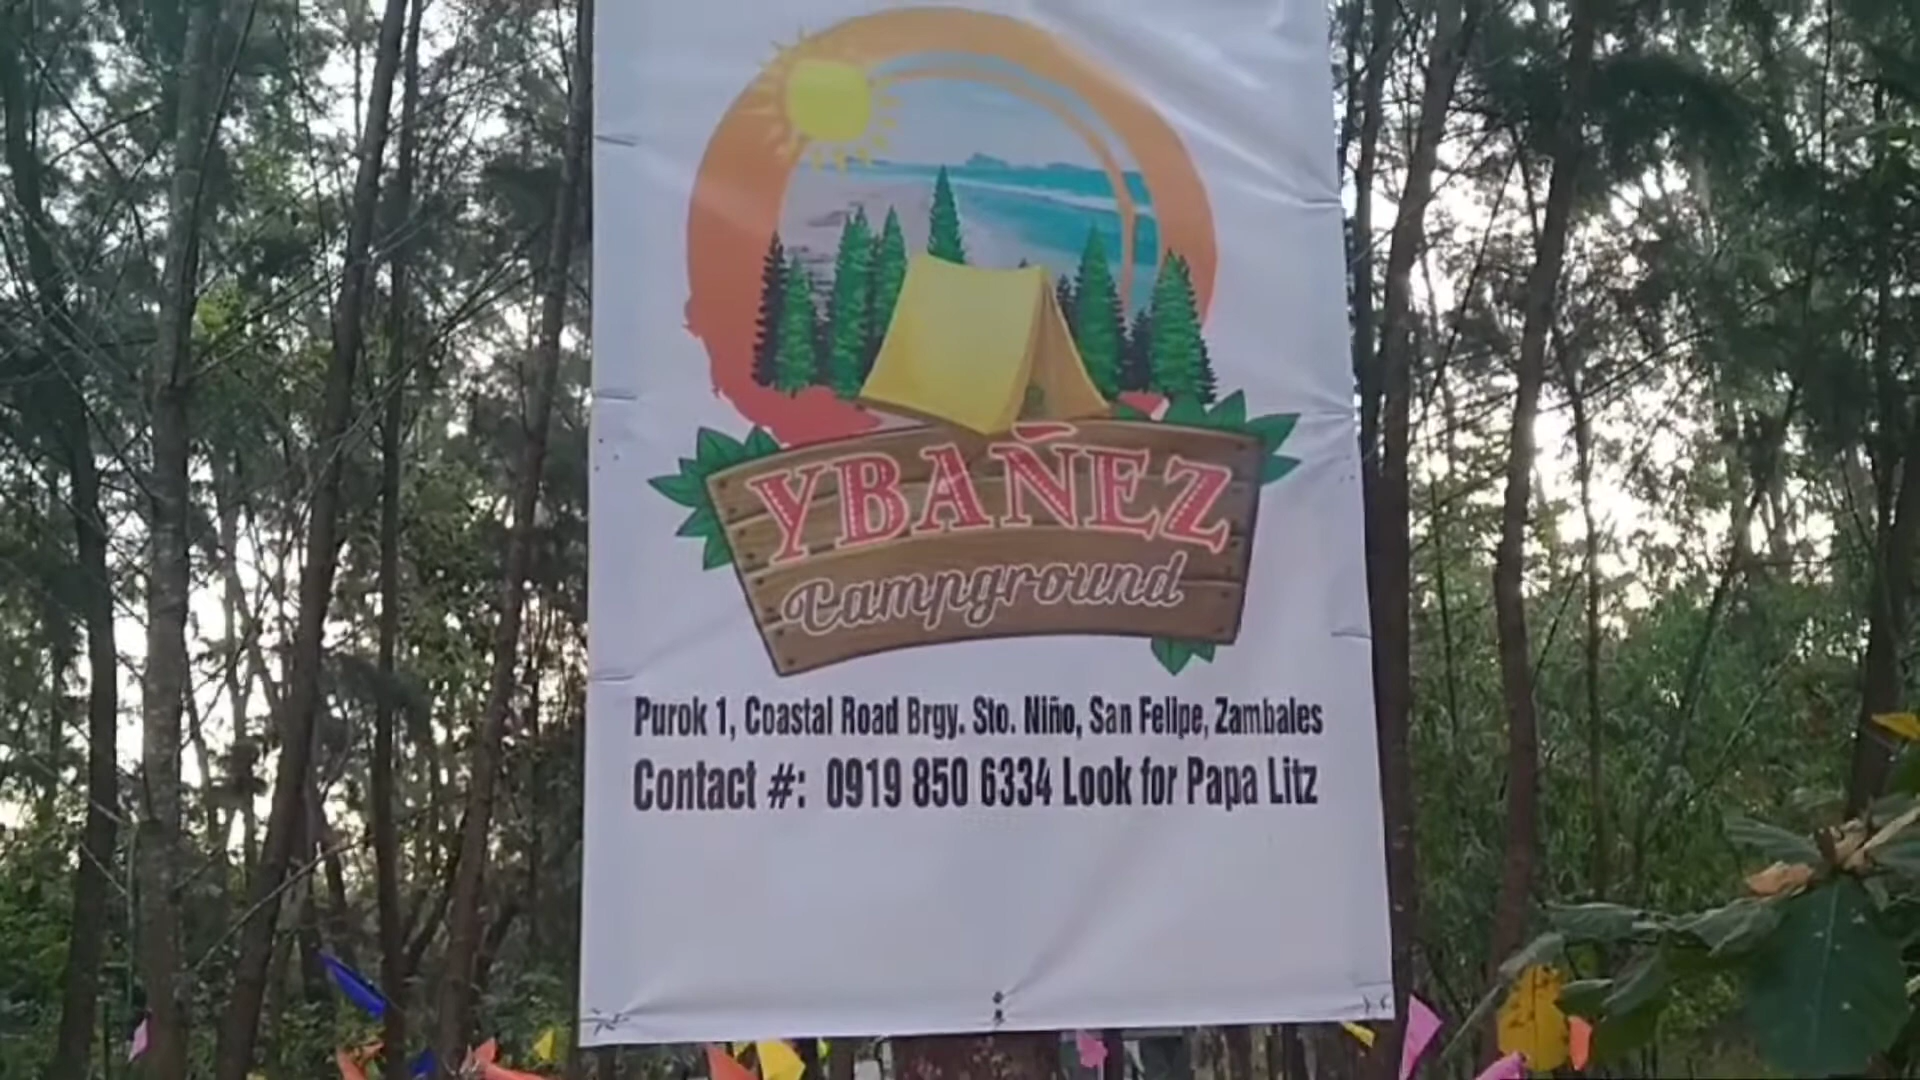 YBAÑEZ
Campground
Purok 1, Coastal Road Brgy. Sto. Niño, San Felipe, Zambales
Contact #: 0919 850 6334 Look for Papa Litz